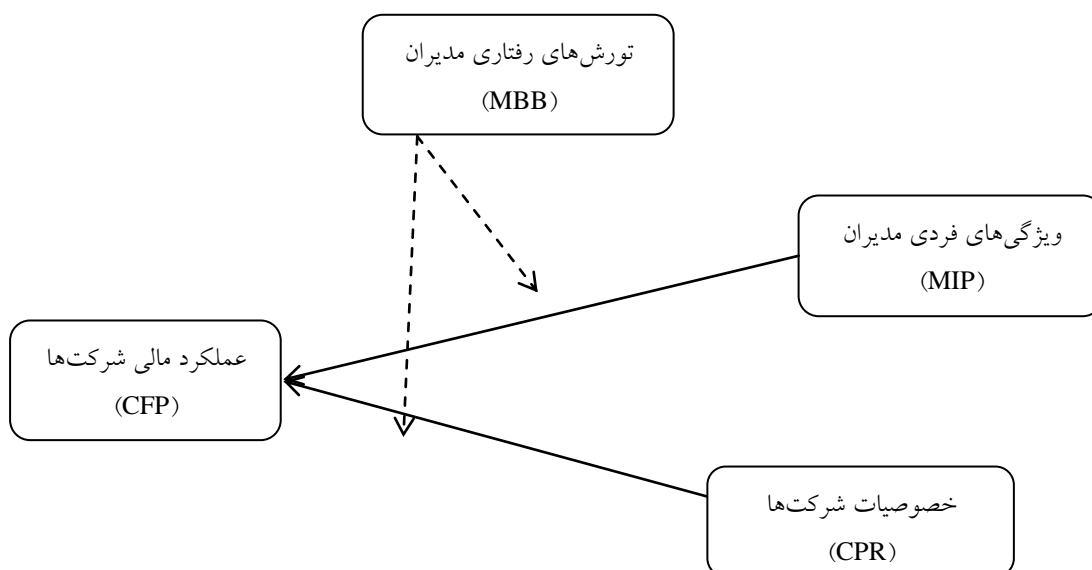 تورش‌های رفتاری مدیران
(MBB)
ویژگی‌های فردی مدیران
(MIP)
عملکرد مالی شرکت‌ها
(CFP)
خصوصیات شرکت‌ها
(CPR)